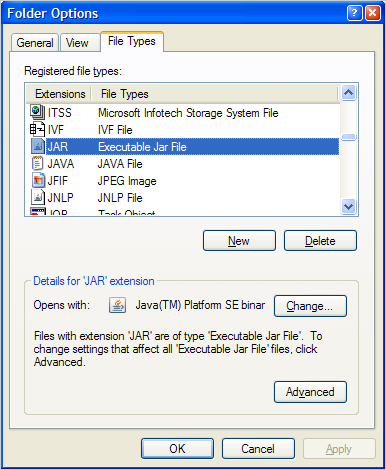 Folder Options
General View File Types
Registered file types:
Extensions File Types
ITSS Microsoft Infotech Storage System File
IVF IVF File
JAR Executable Jar File
JAVA JAVA File
JFIF JPEG Image
JNLP JNLP File
JOB Task Object
New Delete
Details for 'JAR' extension
Opens with: Java(TM) Platform SE binar Change...
Files with extension 'JAR' are of type 'Executable Jar File'. To
change settings that affect all 'Executable Jar File' files, click
Advanced.
Advanced
OK Cancel Apply